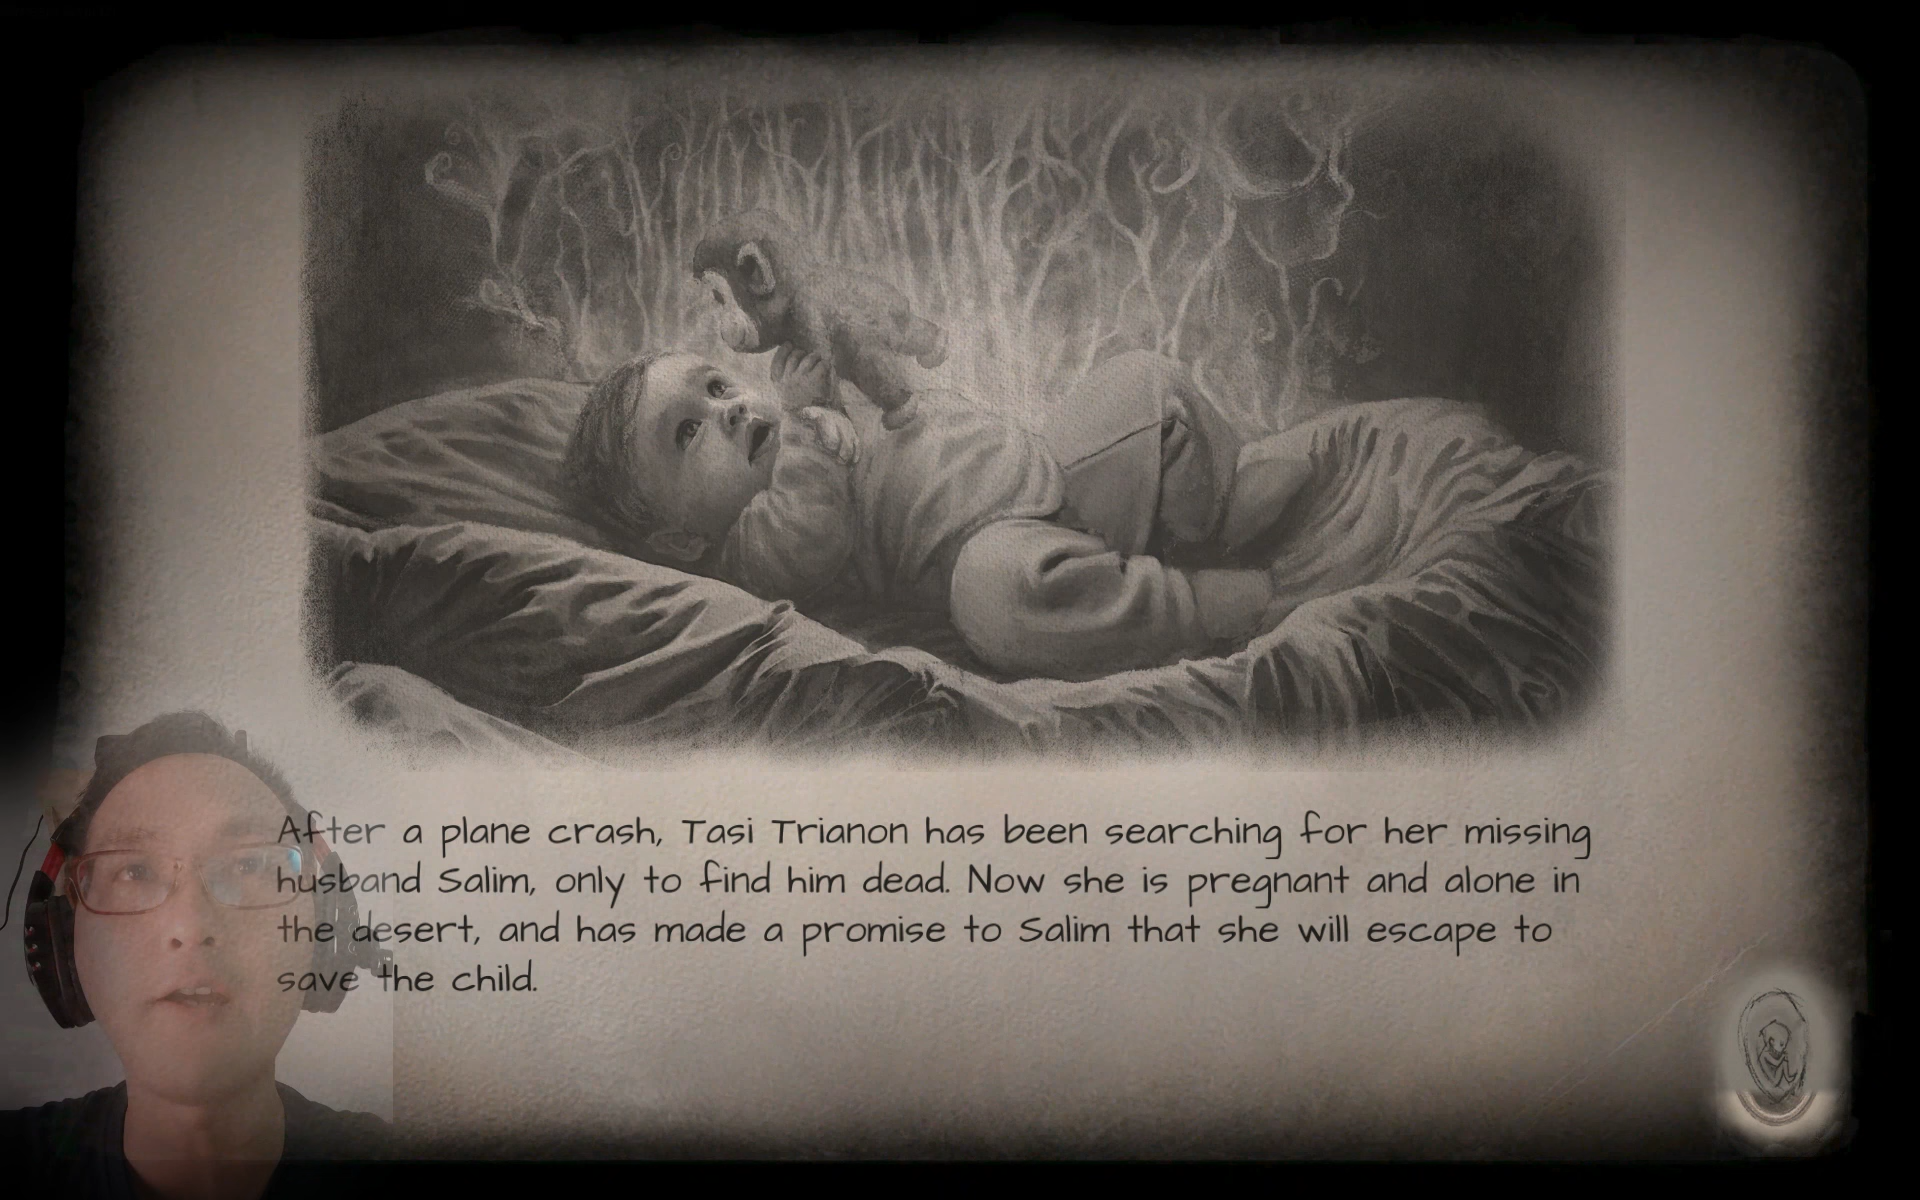 After a plane crash, Tasi Trianon has been searching for her missing
husband Salim, only to find him dead. Now she is pregnant and alone in
the desert, and has made a promise to Salim that she will escape to
save the child.